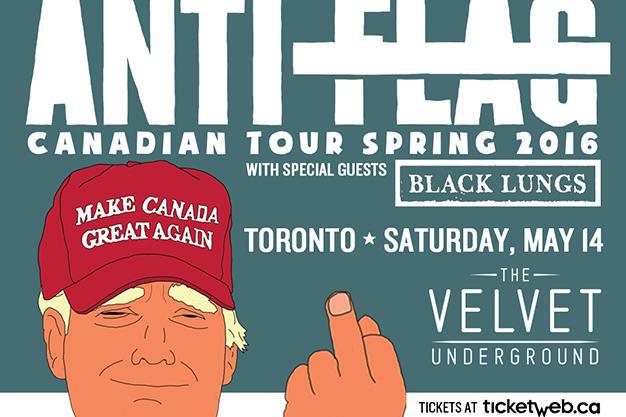 ANTI-FLAG
CANADIAN TOUR SPRING 2016
WITH SPECIAL GUESTS
BLACK LUNGS
MAKE CANADA
GREAT AGAIN
TORONTO ★ SATURDAY, MAY 14
THE
VELVET
UNDERGROUND
TICKETS AT ticketweb.ca